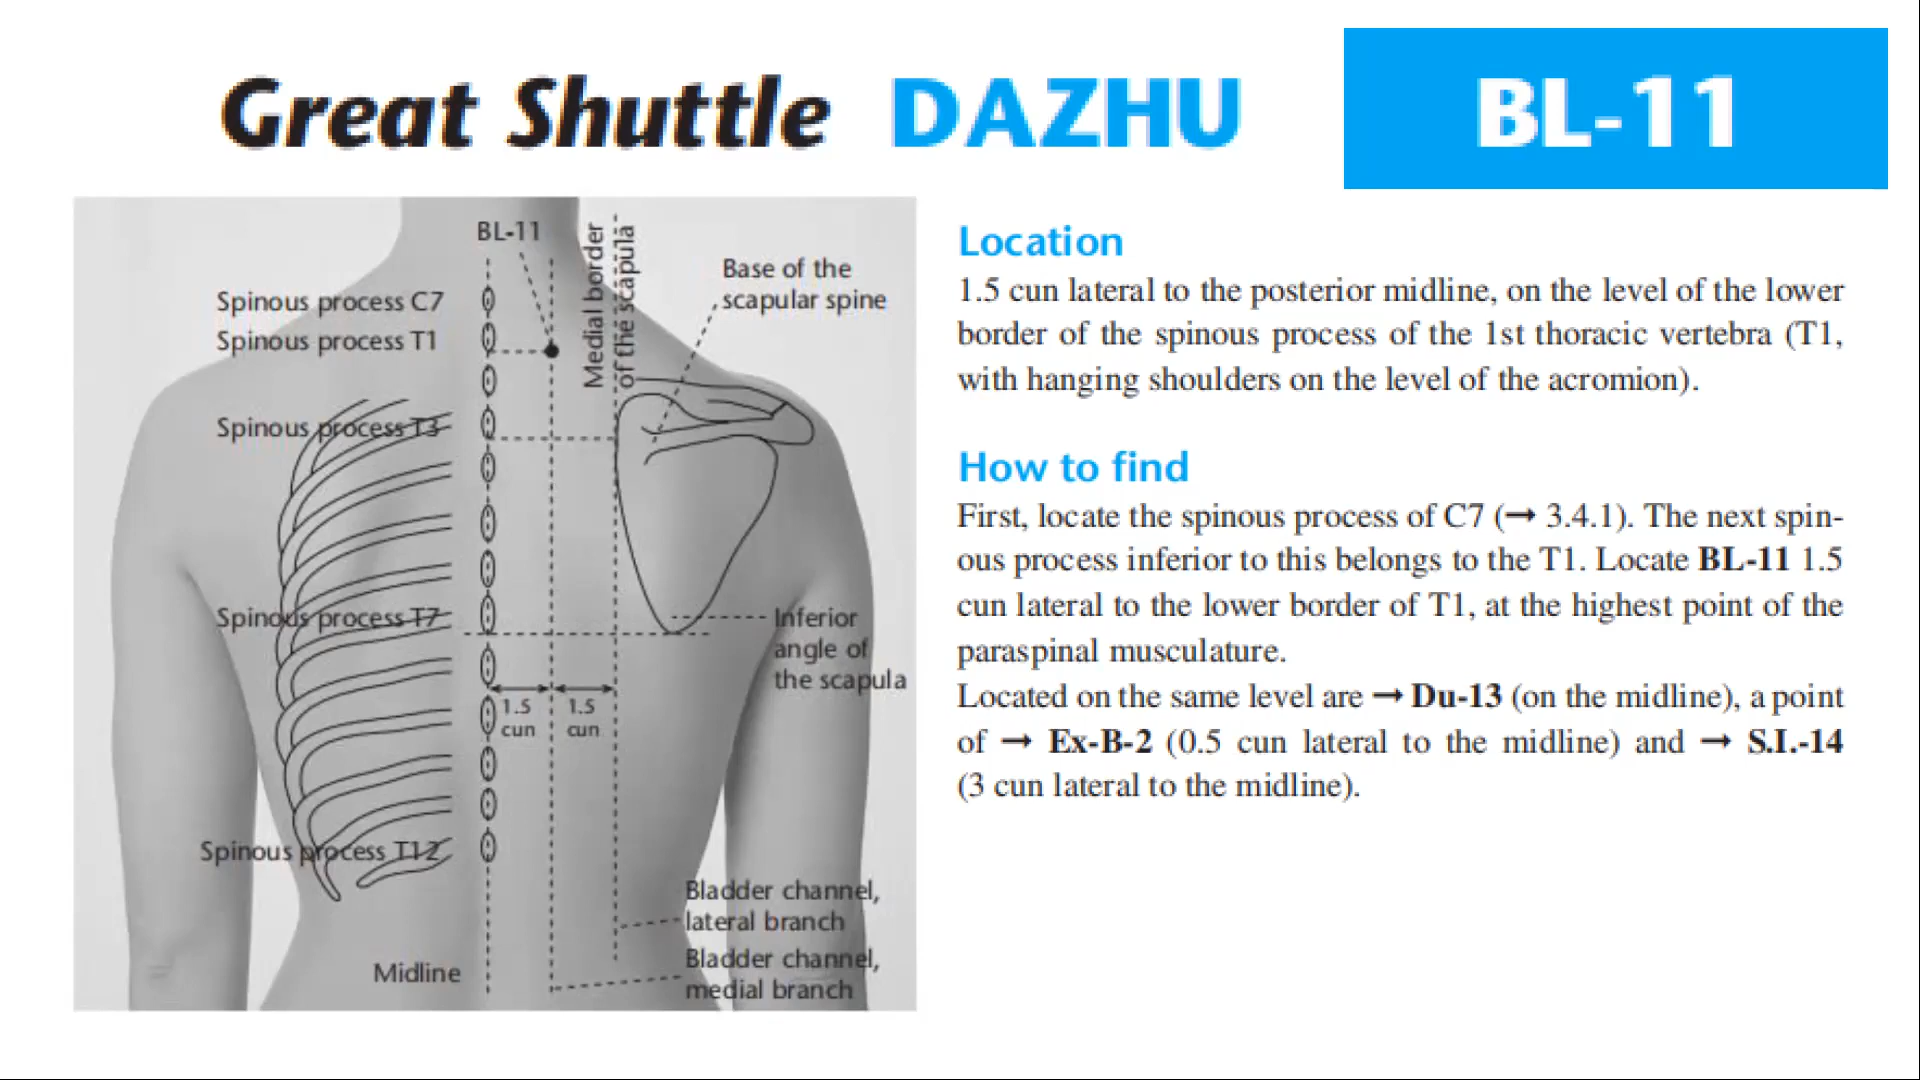 Great Shuttle DAZHU
BL-11
BL-11
Medial border
of the scapula
Base of the
scapular spine
Spinous process C7
Spinous process T1
Spinous process T3
Spinous process T7
Inferior
angle of
the scapula
1.5
cun
1.5
cun
Spinous process T12
Bladder channel,
lateral branch
Midline
Bladder channel,
medial branch
Location
1.5 cun lateral to the posterior midline, on the level of the lower
border of the spinous process of the 1st thoracic vertebra (T1,
with hanging shoulders on the level of the acromion).
How to find
First, locate the spinous process of C7 (→ 3.4.1). The next spin-
ous process inferior to this belongs to the T1. Locate BL-11 1.5
cun lateral to the lower border of T1, at the highest point of the
paraspinal musculature.
Located on the same level are → Du-13 (on the midline), a point
of → Ex-B-2 (0.5 cun lateral to the midline) and → S.I.-14
(3 cun lateral to the midline).